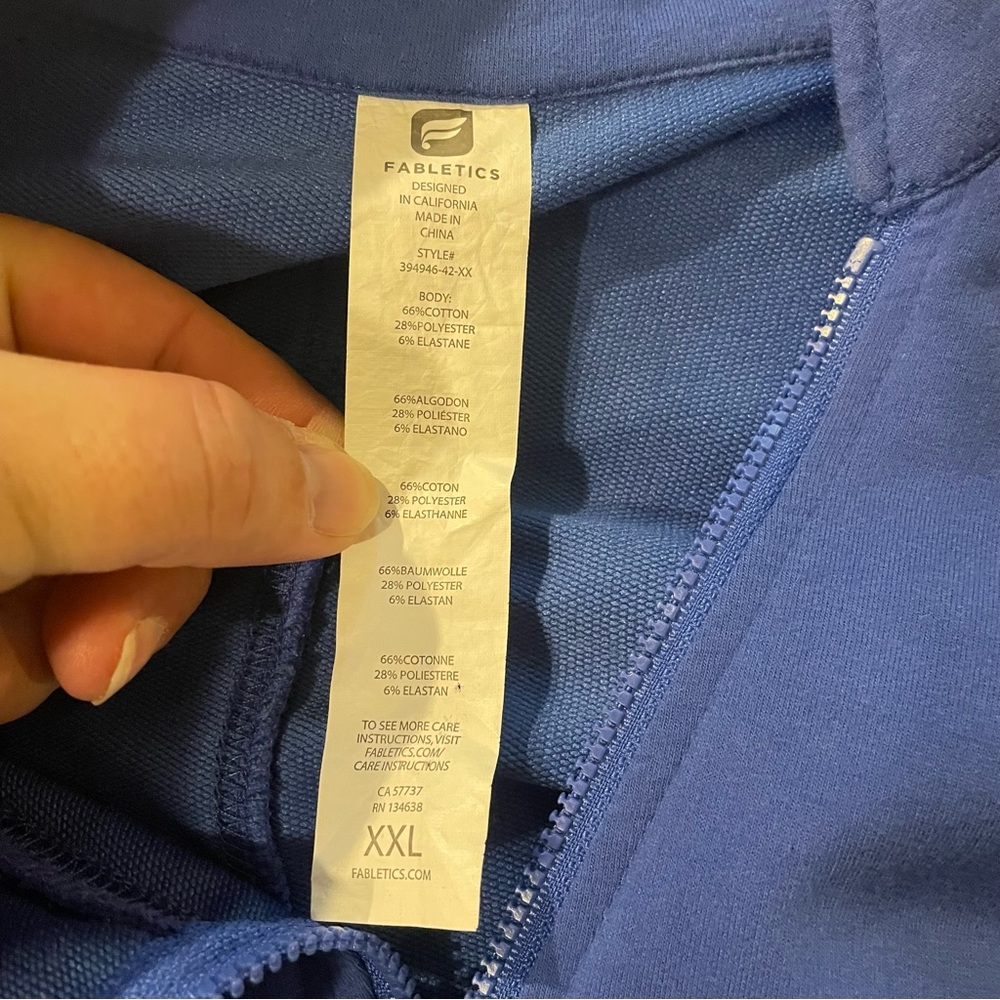 FABLETICS
DESIGNED
IN CALIFORNIA
MADE IN
CHINA
STYLE#
394946-42-XX
BODY:
66%COTTON
28%POLYESTER
6% ELASTANE
66%ALGODON
28% POLIÉSTER
6% ELASTANO
66%COTON
28% POLYESTER
6% ELASTHANNE
66%BAUMWOLLE
28% POLYESTER
6% ELASTAN
66%COTONNE
28% POLIESTERE
6% ELASTAN
TO SEE MORE CARE
INSTRUCTIONS,VISIT
FABLETICS.COM/
CARE INSTRUCTIONS
CA 57737
RN 134638
XXL
FABLETICS.COM